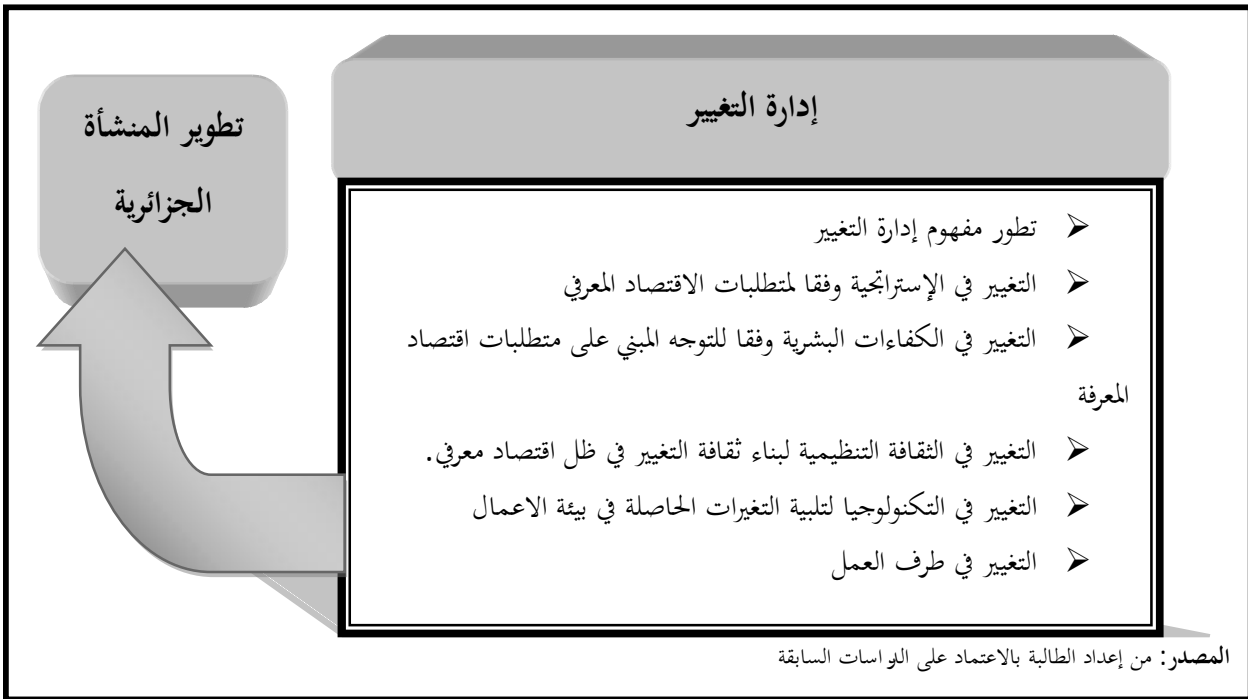 إدارة التغيير
تطوير المنشأة
الجزائرية
➢ تطور مفهوم إدارة التغيير
➢ التغيير في الإستراتجية وفقا لمتطلبات الاقتصاد المعرفي
➢ التغيير في الكفاءات البشرية وفقا للتوجه المبني على متطلبات اقتصاد
المعرفة
➢ التغيير في الثقافة التنظيمية لبناء ثقافة التغيير في ظل اقتصاد معرفي.
➢ التغيير في التكنولوجيا لتلبية التغيرات الحاصلة في بيئة الاعمال
➢ التغيير في طرف العمل
المصدر: من إعداد الطالبة بالاعتماد على الدراسات السابقة